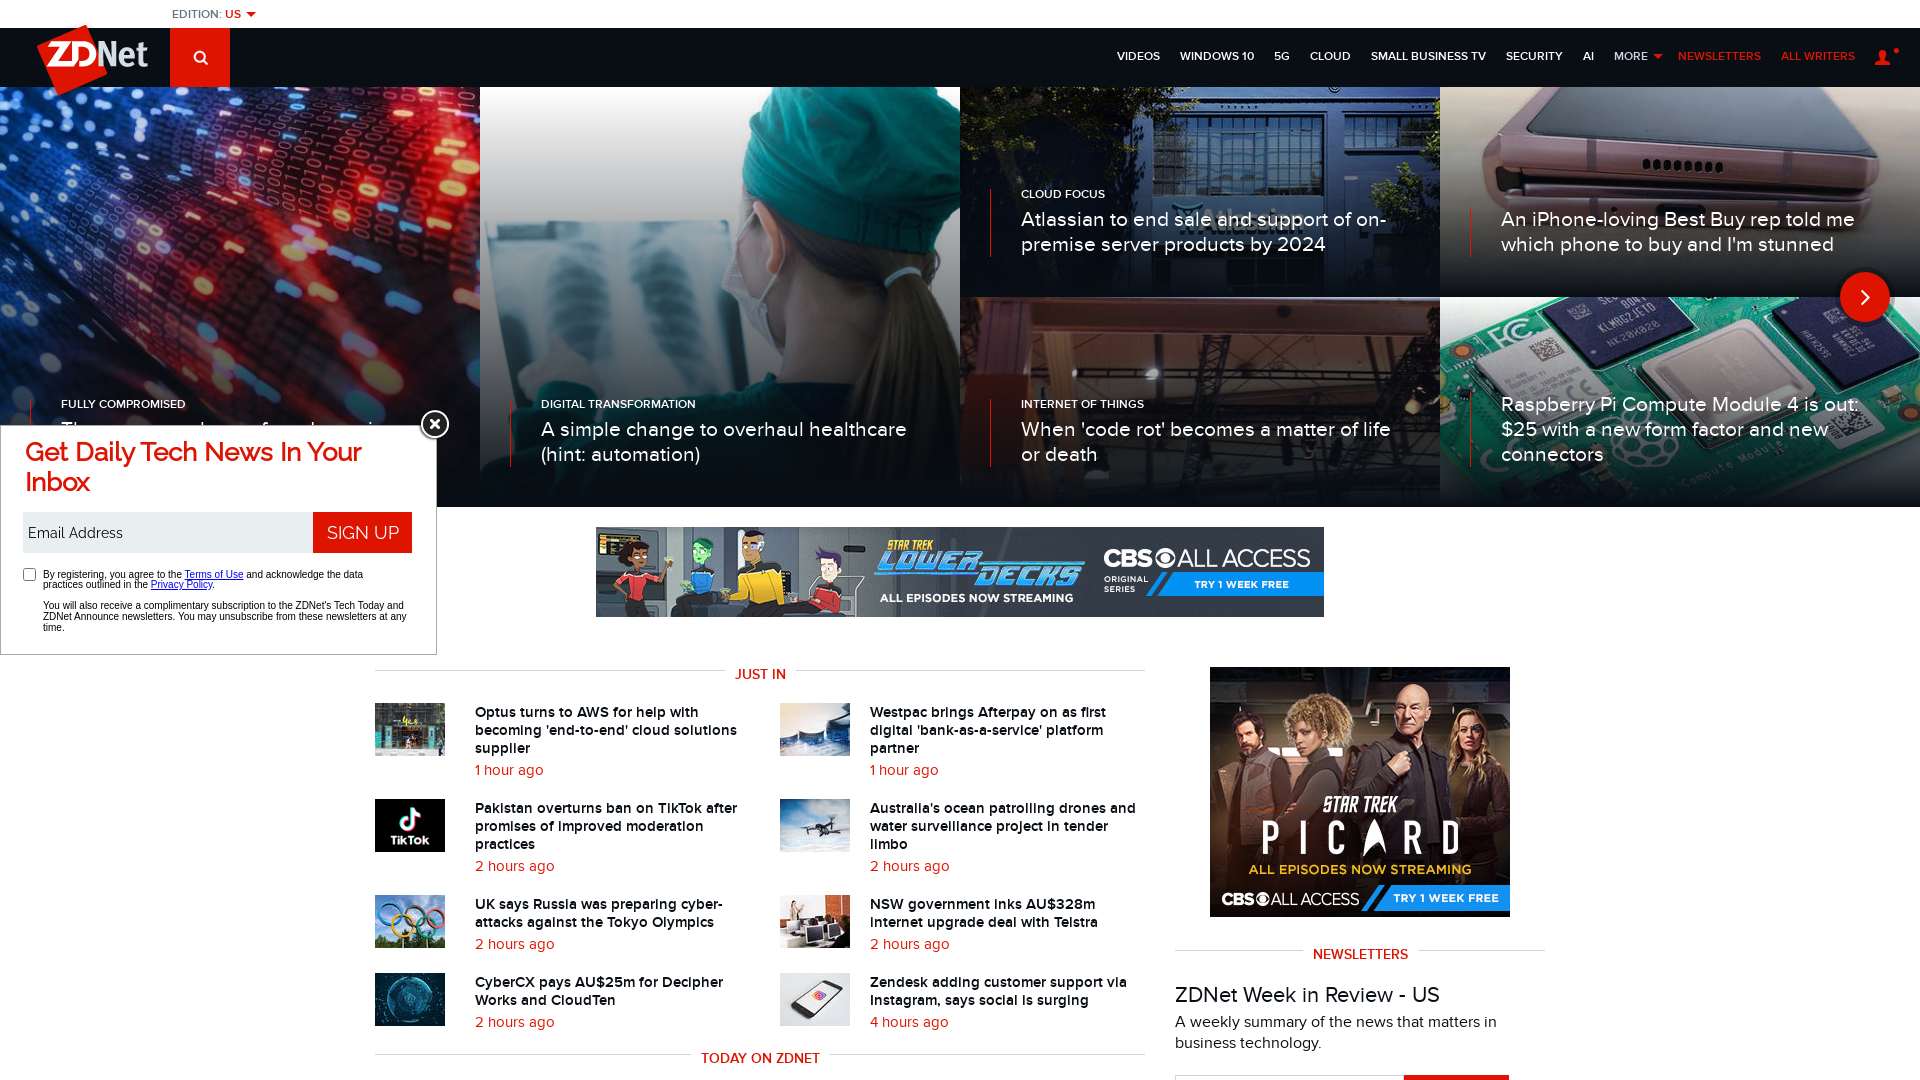 EDITION: US
ZDNet
VIDEOS
WINDOWS 10
5G
CLOUD
SMALL BUSINESS TV
SECURITY
AI
MORE
NEWSLETTERS
ALL WRITERS
FULLY COMPROMISED
DIGITAL TRANSFORMATION
A simple change to overhaul healthcare
(hint: automation)
CLOUD FOCUS
Atlassian to end sale and support of on-
premise server products by 2024
INTERNET OF THINGS
When 'code rot' becomes a matter of life
or death
An iPhone-loving Best Buy rep told me
which phone to buy and I'm stunned
Raspberry Pi Compute Module 4 is out:
$25 with a new form factor and new
connectors
Get Daily Tech News In Your
Inbox
Email Address
SIGN UP
By registering, you agree to the Terms of Use and acknowledge the data
practices outlined in the Privacy Policy.
You will also receive a complimentary subscription to the ZDNet's Tech Today and
ZDNet Announce newsletters. You may unsubscribe from these newsletters at any
time.
STAR TREK
LOWER DECKS
ALL EPISODES NOW STREAMING
CBS ALL ACCESS
ORIGINAL
SERIES
TRY 1 WEEK FREE
JUST IN
Optus turns to AWS for help with
becoming 'end-to-end' cloud solutions
supplier
1 hour ago
Westpac brings Afterpay on as first
digital 'bank-as-a-service' platform
partner
1 hour ago
TikTok
Pakistan overturns ban on TikTok after
promises of improved moderation
practices
2 hours ago
Australia's ocean patrolling drones and
water surveillance project in tender
limbo
2 hours ago
UK says Russia was preparing cyber-
attacks against the Tokyo Olympics
2 hours ago
NSW government inks AU$328m
internet upgrade deal with Telstra
2 hours ago
CyberCX pays AU$25m for Decipher
Works and CloudTen
2 hours ago
Zendesk adding customer support via
Instagram, says social is surging
4 hours ago
TODAY ON ZDNET
STAR TREK
PICARD
ALL EPISODES NOW STREAMING
CBS ALL ACCESS
TRY 1 WEEK FREE
NEWSLETTERS
ZDNet Week in Review - US
A weekly summary of the news that matters in
business technology.